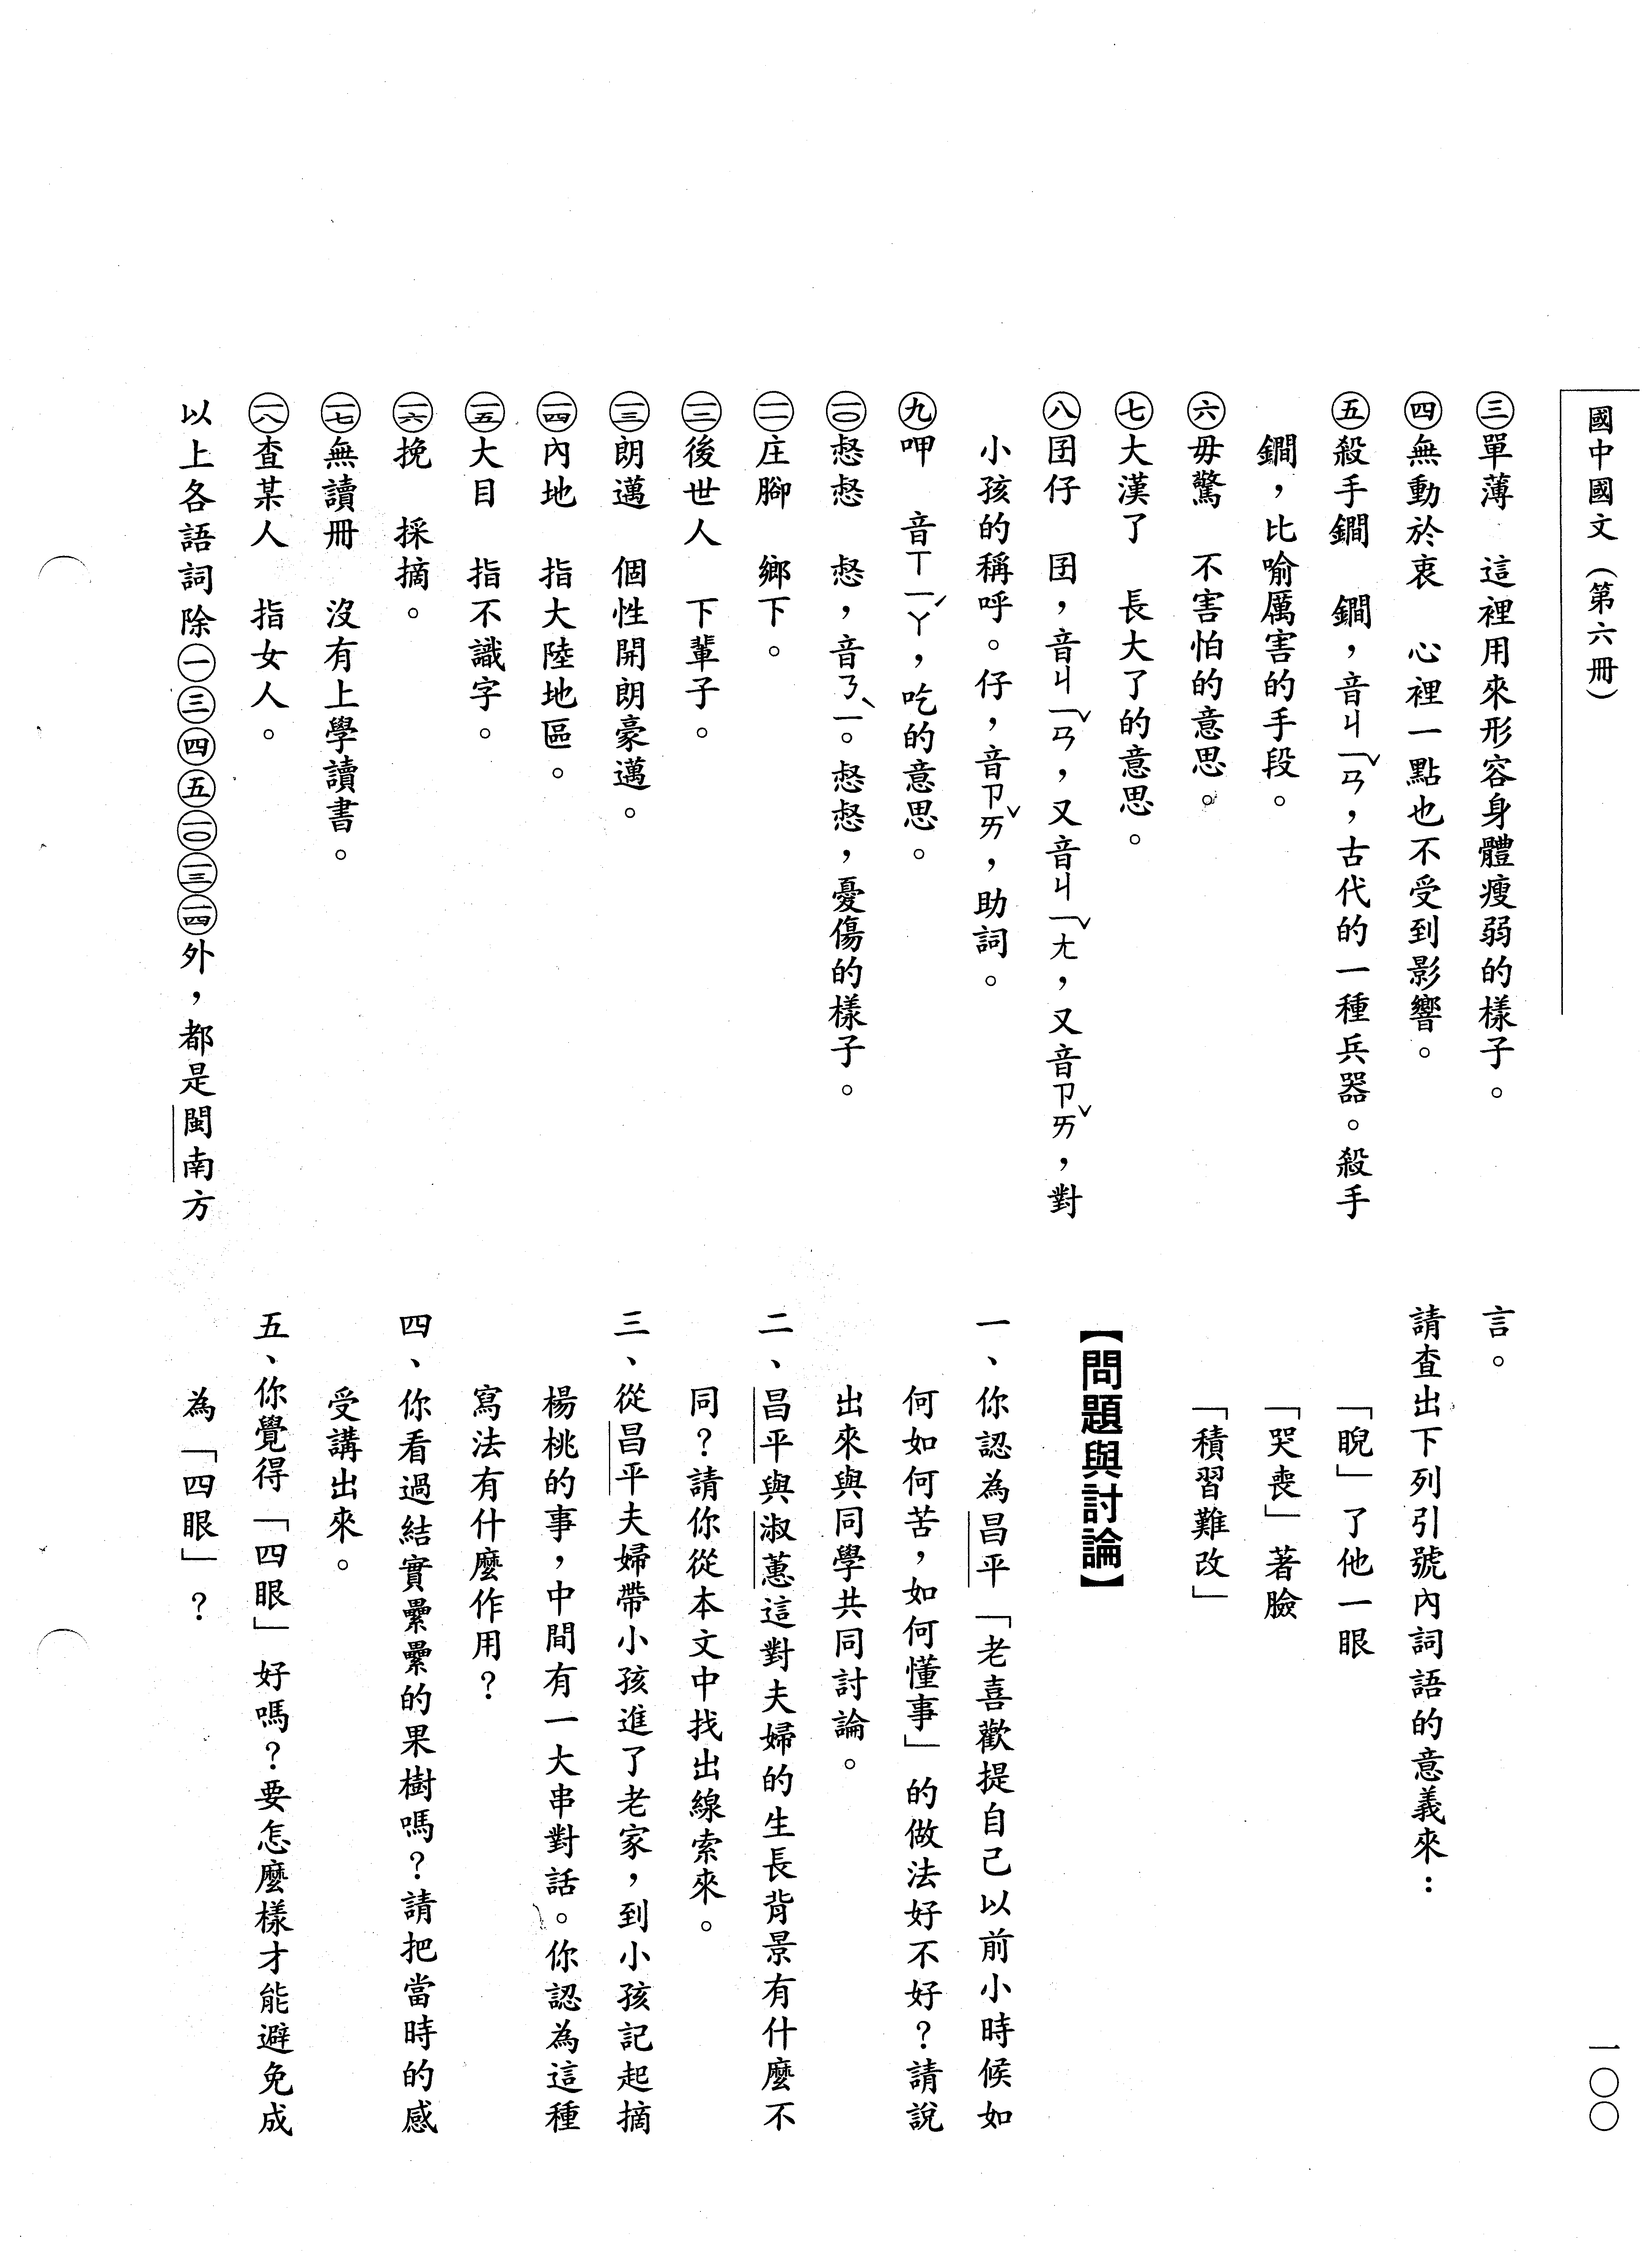 國中國文（第六冊）
一〇〇
㊂單薄　這裡用來形容身體瘦弱的樣子。
㊃無動於衷　心裡一點也不受到影響。
㊄殺手鐧　鐧，音ㄐㄧㄢˇ，古代的一種兵器。殺手
鐧，比喻厲害的手段。
㊅毋驚　不害怕的意思。
㊆大漢了　長大了的意思。
㊇囝仔　囝，音ㄐㄧㄢˇ，又音ㄐㄧㄤˇ，又音ㄗㄞˇ，對
小孩的稱呼。仔，音ㄗㄞˇ，助詞。
㊈呷　音ㄒㄧㄚˊ，吃的意思。
㊉惄惄　惄，音ㄋㄧˋ。惄惄，憂傷的樣子。
(一一)庄腳　鄉下。
(一二)後世人　下輩子。
(一三)朗邁　個性開朗豪邁。
(一四)內地　指大陸地區。
(一五)大目　指不識字。
(一六)挽　採摘。
(一七)無讀冊　沒有上學讀書。
(一八)查某人　指女人。
以上各語詞除㊀㊂㊃㊄㊉(一三)(一四)外，都是閩南方
言。
請查出下列引號內詞語的意義來：
「睨」了他一眼
「哭喪」著臉
「積習難改」
【問題與討論】
一、你認為昌平「老喜歡提自己以前小時候如
何如何苦，如何懂事」的做法好不好？請說
出來與同學共同討論。
二、昌平與淑蕙這對夫婦的生長背景有什麼不
同？請你從本文中找出線索來。
三、從昌平夫婦帶小孩進了老家，到小孩記起摘
楊桃的事，中間有一大串對話。你認為這種
寫法有什麼作用？
四、你看過結實纍纍的果樹嗎？請把當時的感
受講出來。
五、你覺得「四眼」好嗎？要怎麼樣才能避免成
為「四眼」？